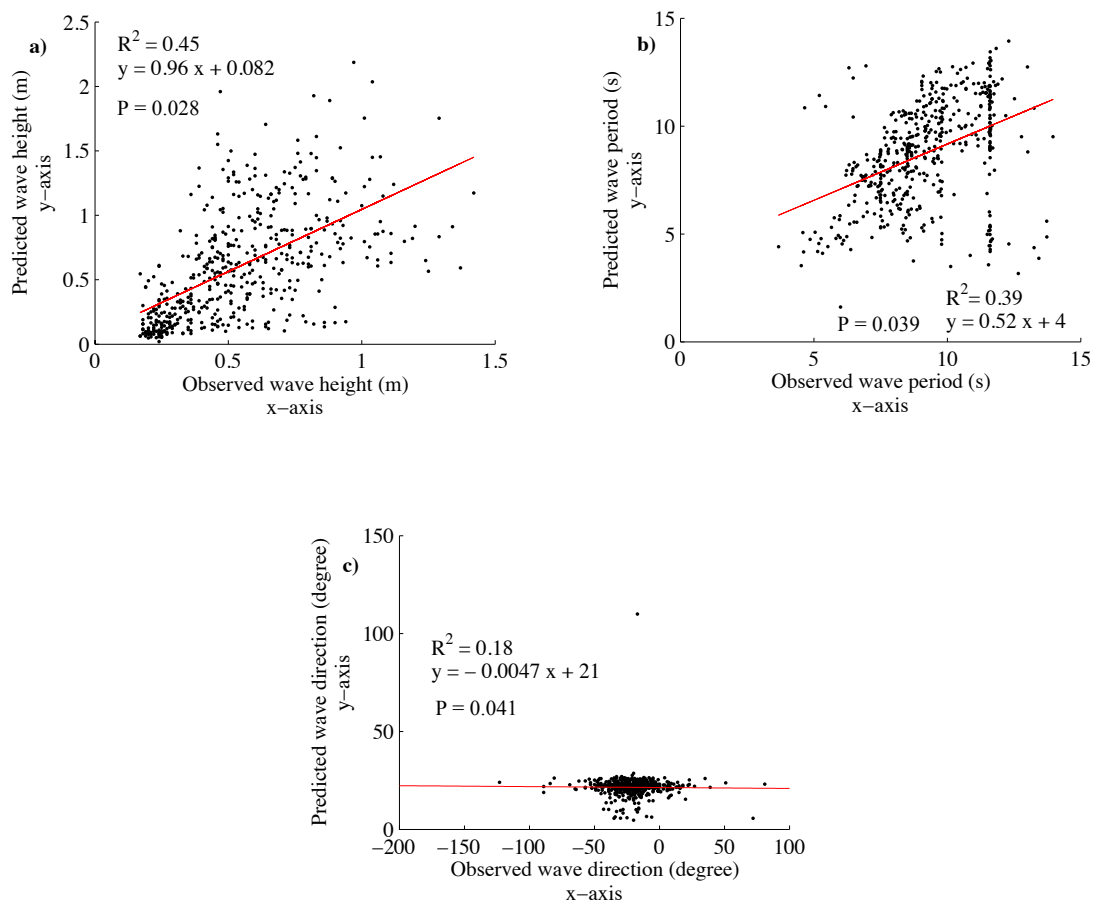 a)
R² = 0.45
y = 0.96 x + 0.082
P = 0.028
Predicted wave height (m)
y−axis
2.5
2
1.5
1
0.5
0
0
0.5
1
1.5
Observed wave height (m)
x−axis
b)
Predicted wave period (s)
y−axis
15
10
5
0
R²= 0.39
P = 0.039
y = 0.52 x + 4
0
5
10
15
Observed wave period (s)
x−axis
c)
Predicted wave direction (degree)
y−axis
150
100
50
0
R² = 0.18
y = − 0.0047 x + 21
P = 0.041
−200
−150
−100
−50
0
50
100
Observed wave direction (degree)
x−axis